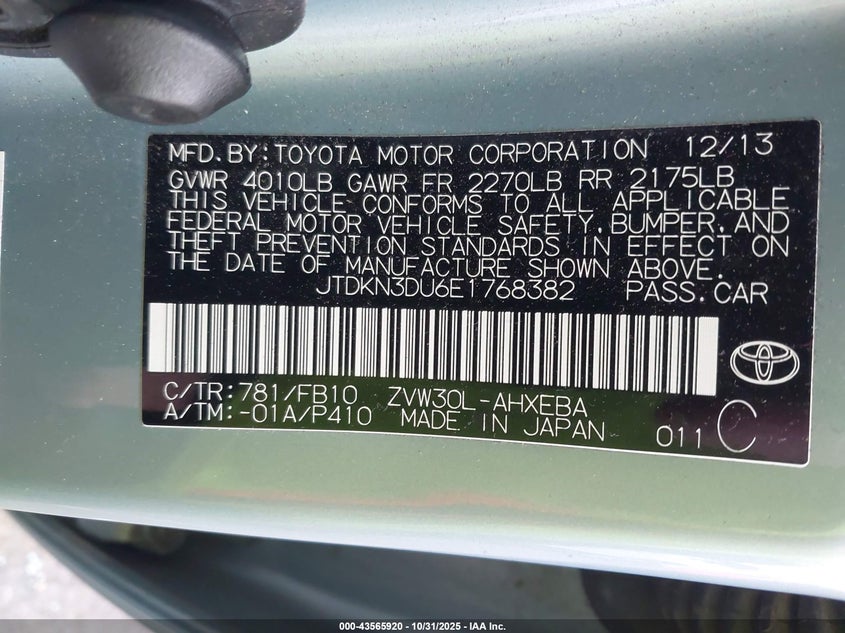 MFD. BY: TOYOTA MOTOR CORPORATION 12/13
GVWR 4010LB GAWR FR 2270LB RR 2175LB
THIS VEHICLE CONFORMS TO ALL APPLICABLE
FEDERAL MOTOR VEHICLE SAFETY, BUMPER, AND
THEFT PREVENTION STANDARDS IN EFFECT ON
THE DATE OF MANUFACTURE SHOWN ABOVE.
JTDKN3DU6E1768382 PASS. CAR
C/TR: 781/FB10 ZVW30L-AHXEBA
A/TM: -01A/P410 MADE IN JAPAN 011 C
000-43565920 - 10/31/2025 - IAA Inc.